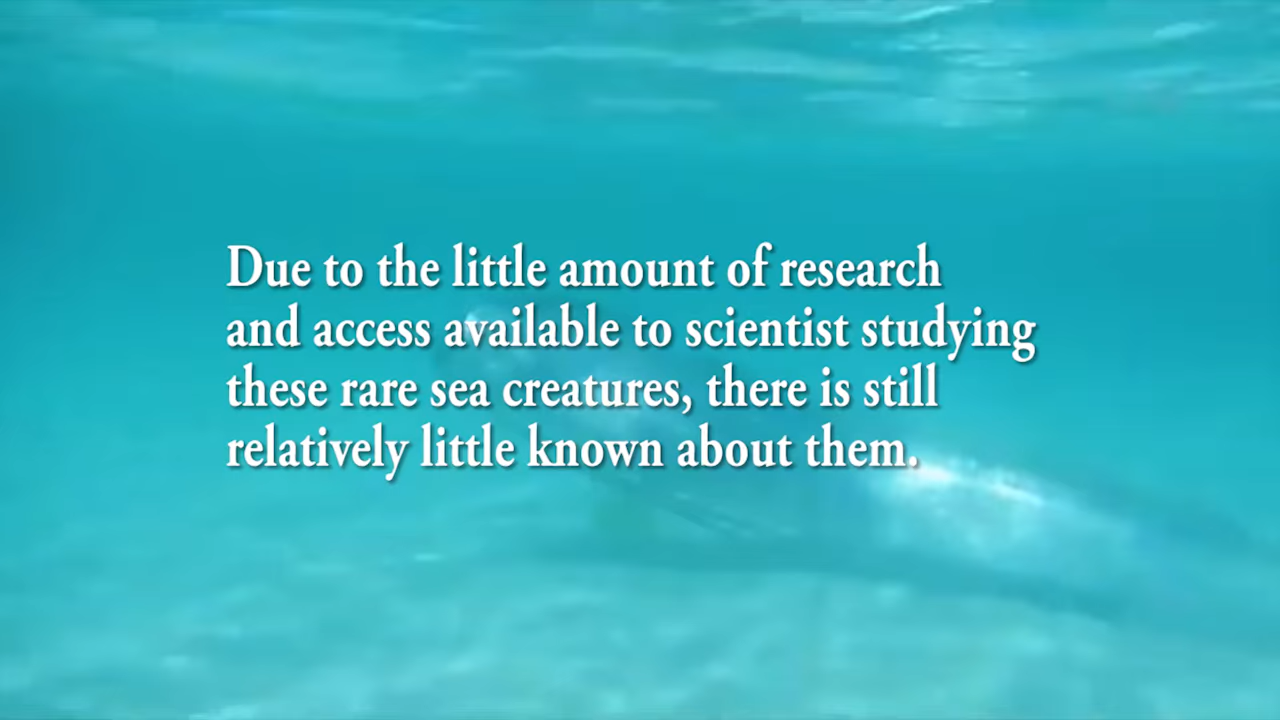 Due to the little amount of research
and access available to scientist studying
these rare sea creatures, there is still
relatively little known about them.